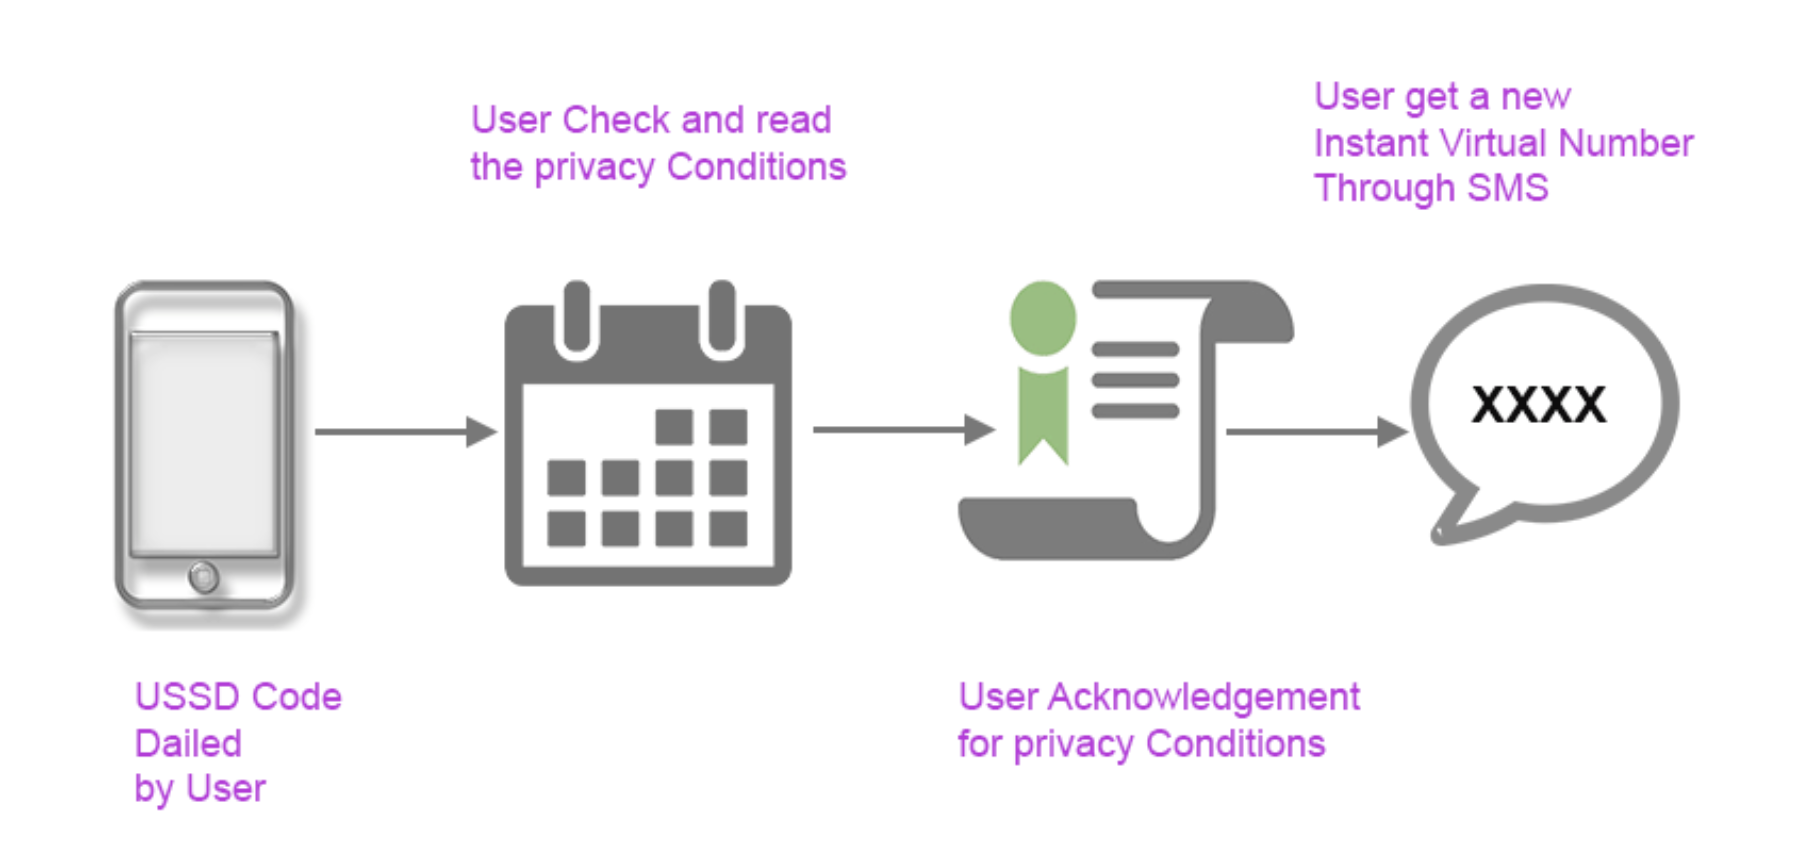 User Check and read
the privacy Conditions
User get a new
Instant Virtual Number
Through SMS
XXXX
USSD Code
Dailed
by User
User Acknowledgement
for privacy Conditions